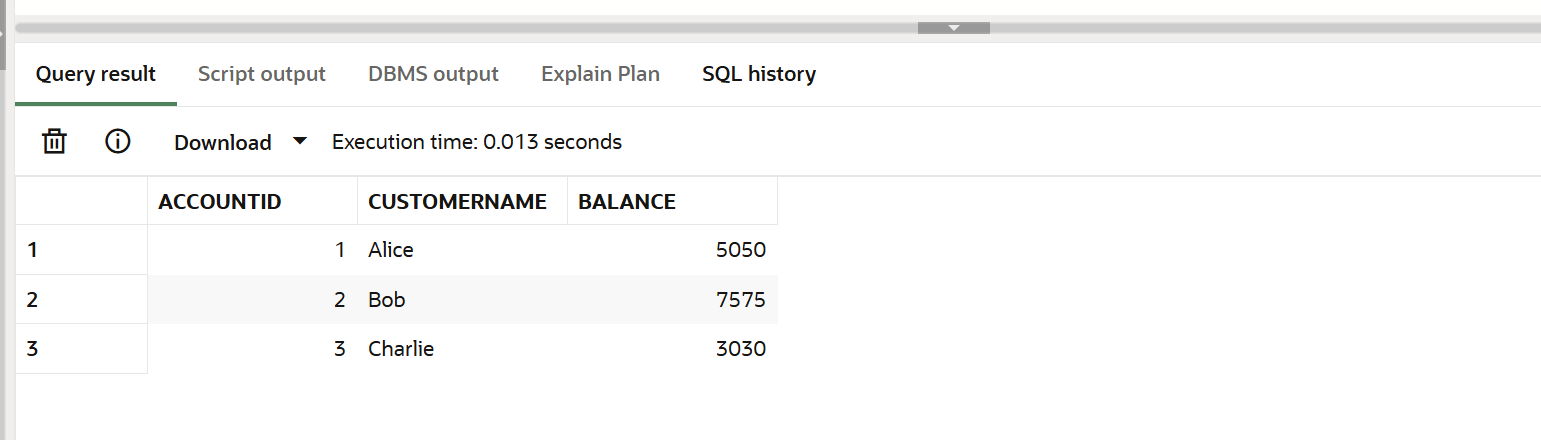 Query result Script output DBMS output Explain Plan SQL history
Download Execution time: 0.013 seconds
ACCOUNTID CUSTOMERNAME BALANCE
1 1 Alice 5050
2 2 Bob 7575
3 3 Charlie 3030